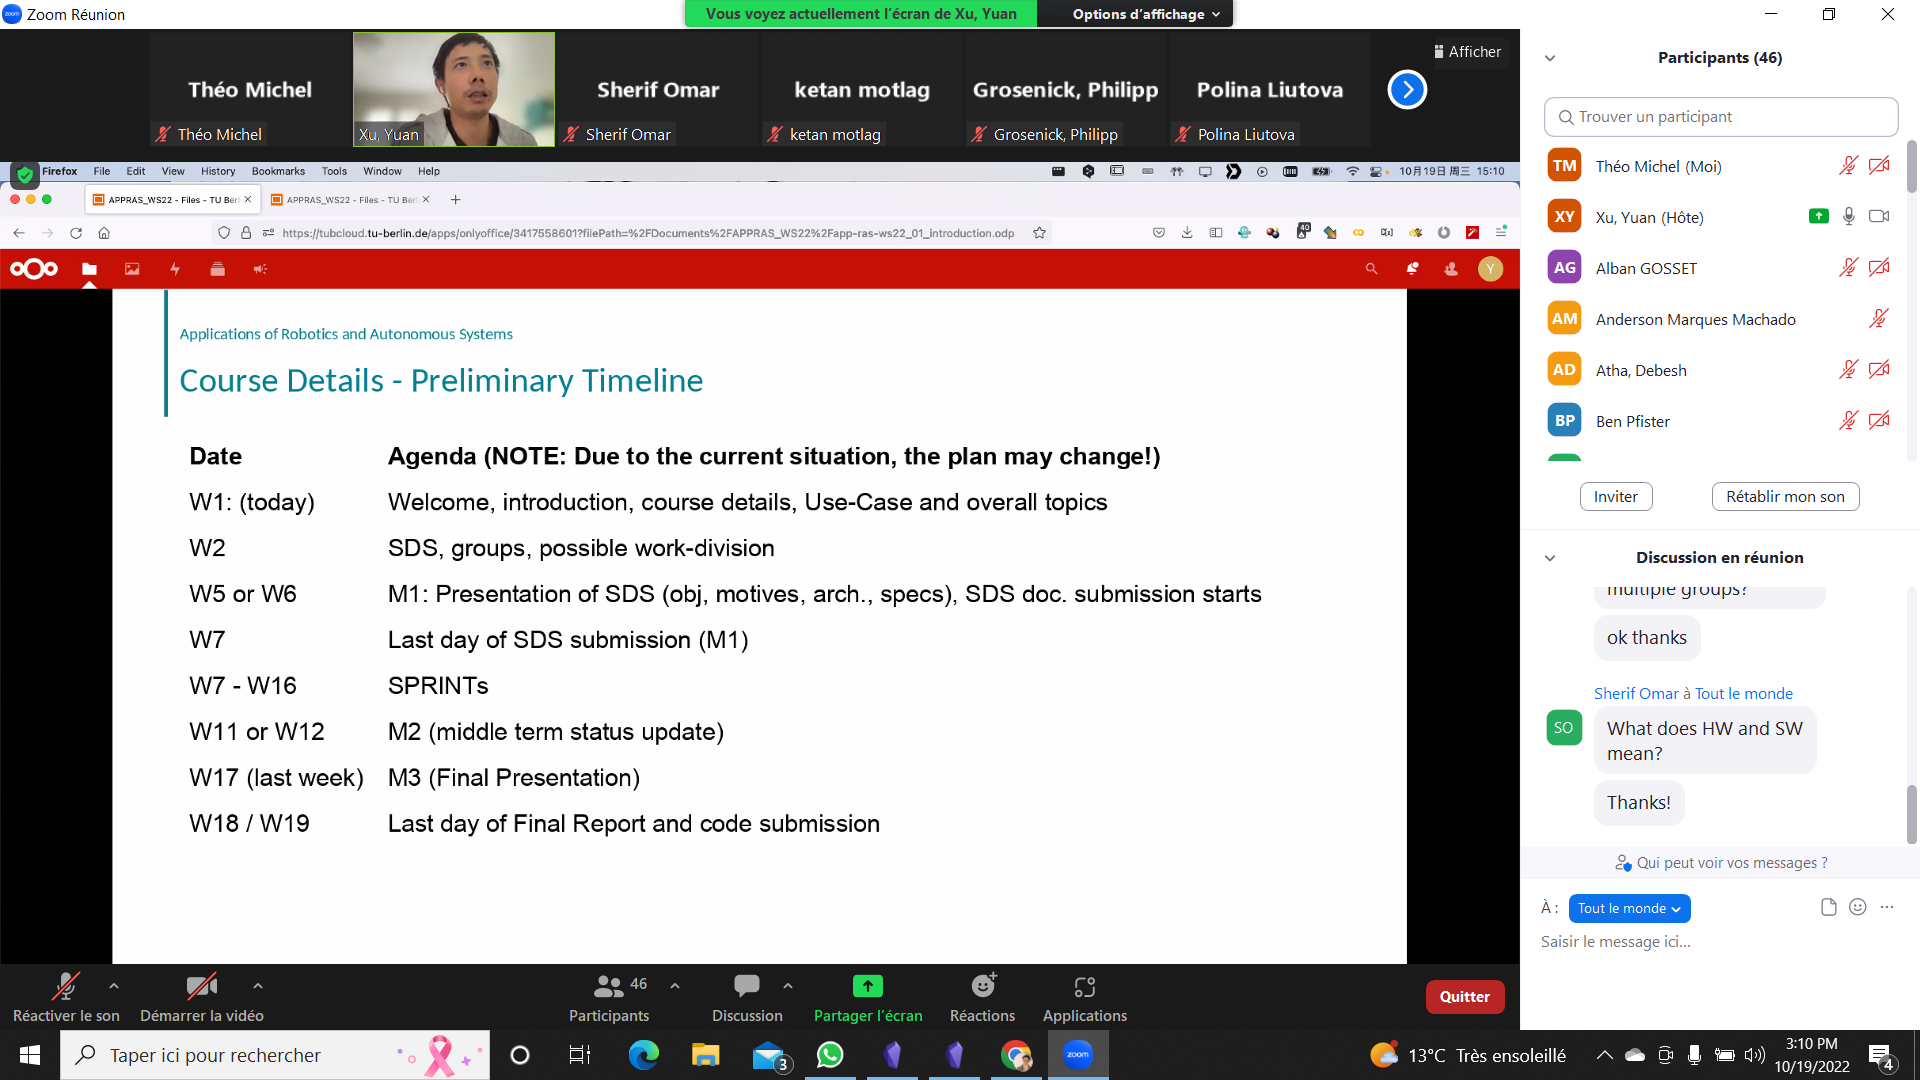 Zoom Réunion
Vous voyez actuellement l'écran de Xu, Yuan
Options d'affichage
Afficher
Théo Michel
Sherif Omar
ketan motlag
Grosenick, Philipp
Polina Liutova
Théo Michel
Xu, Yuan
Sherif Omar
ketan motlag
Grosenick, Philipp
Polina Liutova
Firefox File Edit View History Bookmarks Tools Window Help
10月19日 周三 15:10
APPRAS_WS22 - Files - TU Berl
APPRAS_WS22 - Files - TU Berl
https://tubcloud.tu-berlin.de/apps/onlyoffice/3417558601?filePath=%2FDocuments%2FAPPRAS_WS22%2Fapp-ras-ws22_01_introduction.odp
Y
Applications of Robotics and Autonomous Systems
Course Details - Preliminary Timeline
Date Agenda (NOTE: Due to the current situation, the plan may change!)
W1: (today) Welcome, introduction, course details, Use-Case and overall topics
W2 SDS, groups, possible work-division
W5 or W6 M1: Presentation of SDS (obj, motives, arch., specs), SDS doc. submission starts
W7 Last day of SDS submission (M1)
W7 - W16 SPRINTs
W11 or W12 M2 (middle term status update)
W17 (last week) M3 (Final Presentation)
W18 / W19 Last day of Final Report and code submission
Participants (46)
Trouver un participant
TM Théo Michel (Moi)
XY Xu, Yuan (Hôte)
AG Alban GOSSET
AM Anderson Marques Machado
AD Atha, Debesh
BP Ben Pfister
Inviter
Rétablir mon son
Discussion en réunion
multiple groups?
ok thanks
Sherif Omar à Tout le monde
SO
What does HW and SW
mean?
Thanks!
Qui peut voir vos messages ?
À : Tout le monde
Saisir le message ici...
Réactiver le son
Démarrer la vidéo
46
Participants
Discussion
Partager l'écran
Réactions
Applications
Quitter
Taper ici pour rechercher
3
zoom
13°C Très ensoleillé
3:10 PM
10/19/2022
4